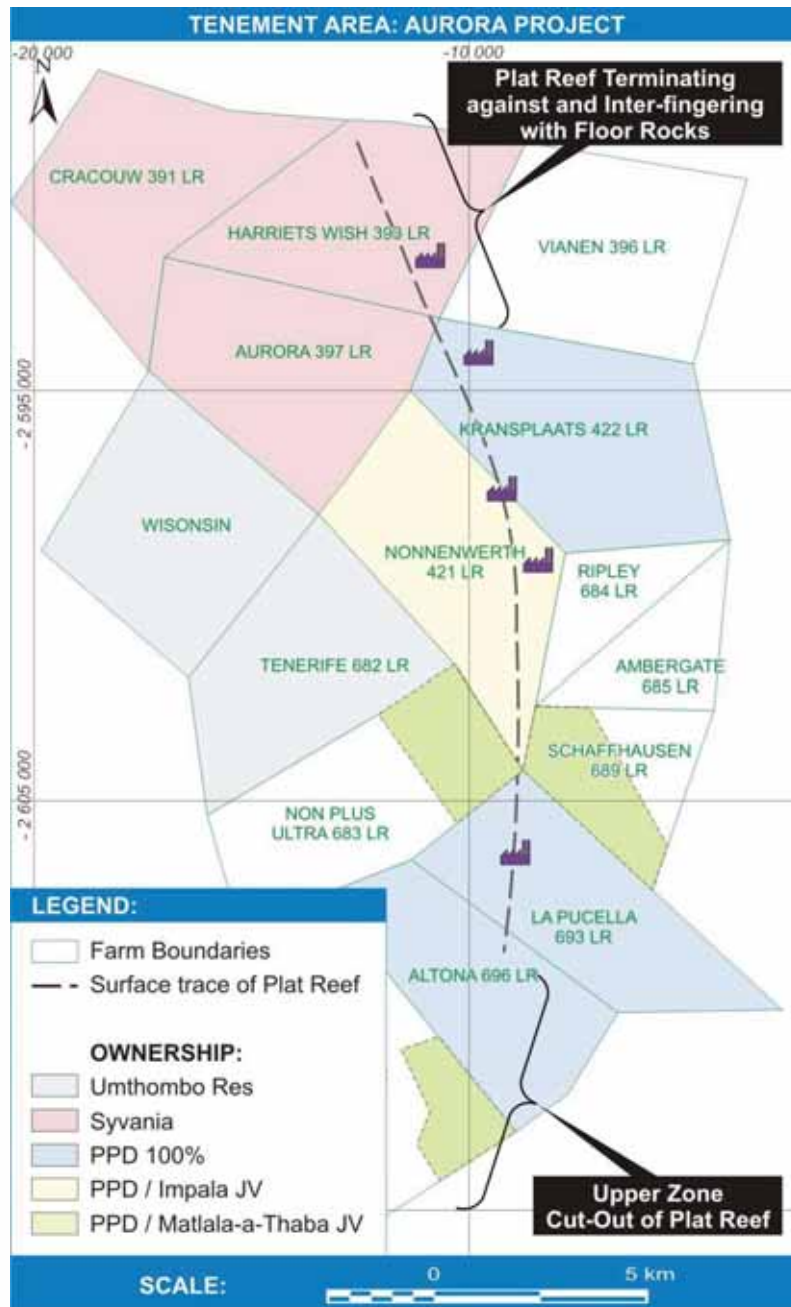 TENEMENT AREA: AURORA PROJECT
-20 000
-10 000
N
Plat Reef Terminating
against and Inter-fingering
with Floor Rocks
CRACOUW 391 LR
HARRIETS WISH 393 LR
VIANEN 396 LR
AURORA 397 LR
- 2 595 000
KRANSPLAATS 422 LR
WISONSIN
NONNENWERTH
421 LR
RIPLEY
684 LR
TENERIFE 682 LR
AMBERGATE
685 LR
SCHAFFHAUSEN
689 LR
- 2 605 000
NON PLUS
ULTRA 683 LR
LA PUCELLA
693 LR
ALTONA 696 LR
LEGEND:
Farm Boundaries
Surface trace of Plat Reef
OWNERSHIP:
Umthombo Res
Syvania
PPD 100%
PPD / Impala JV
PPD / Matlala-a-Thaba JV
Upper Zone
Cut-Out of Plat Reef
SCALE:
0
5 km